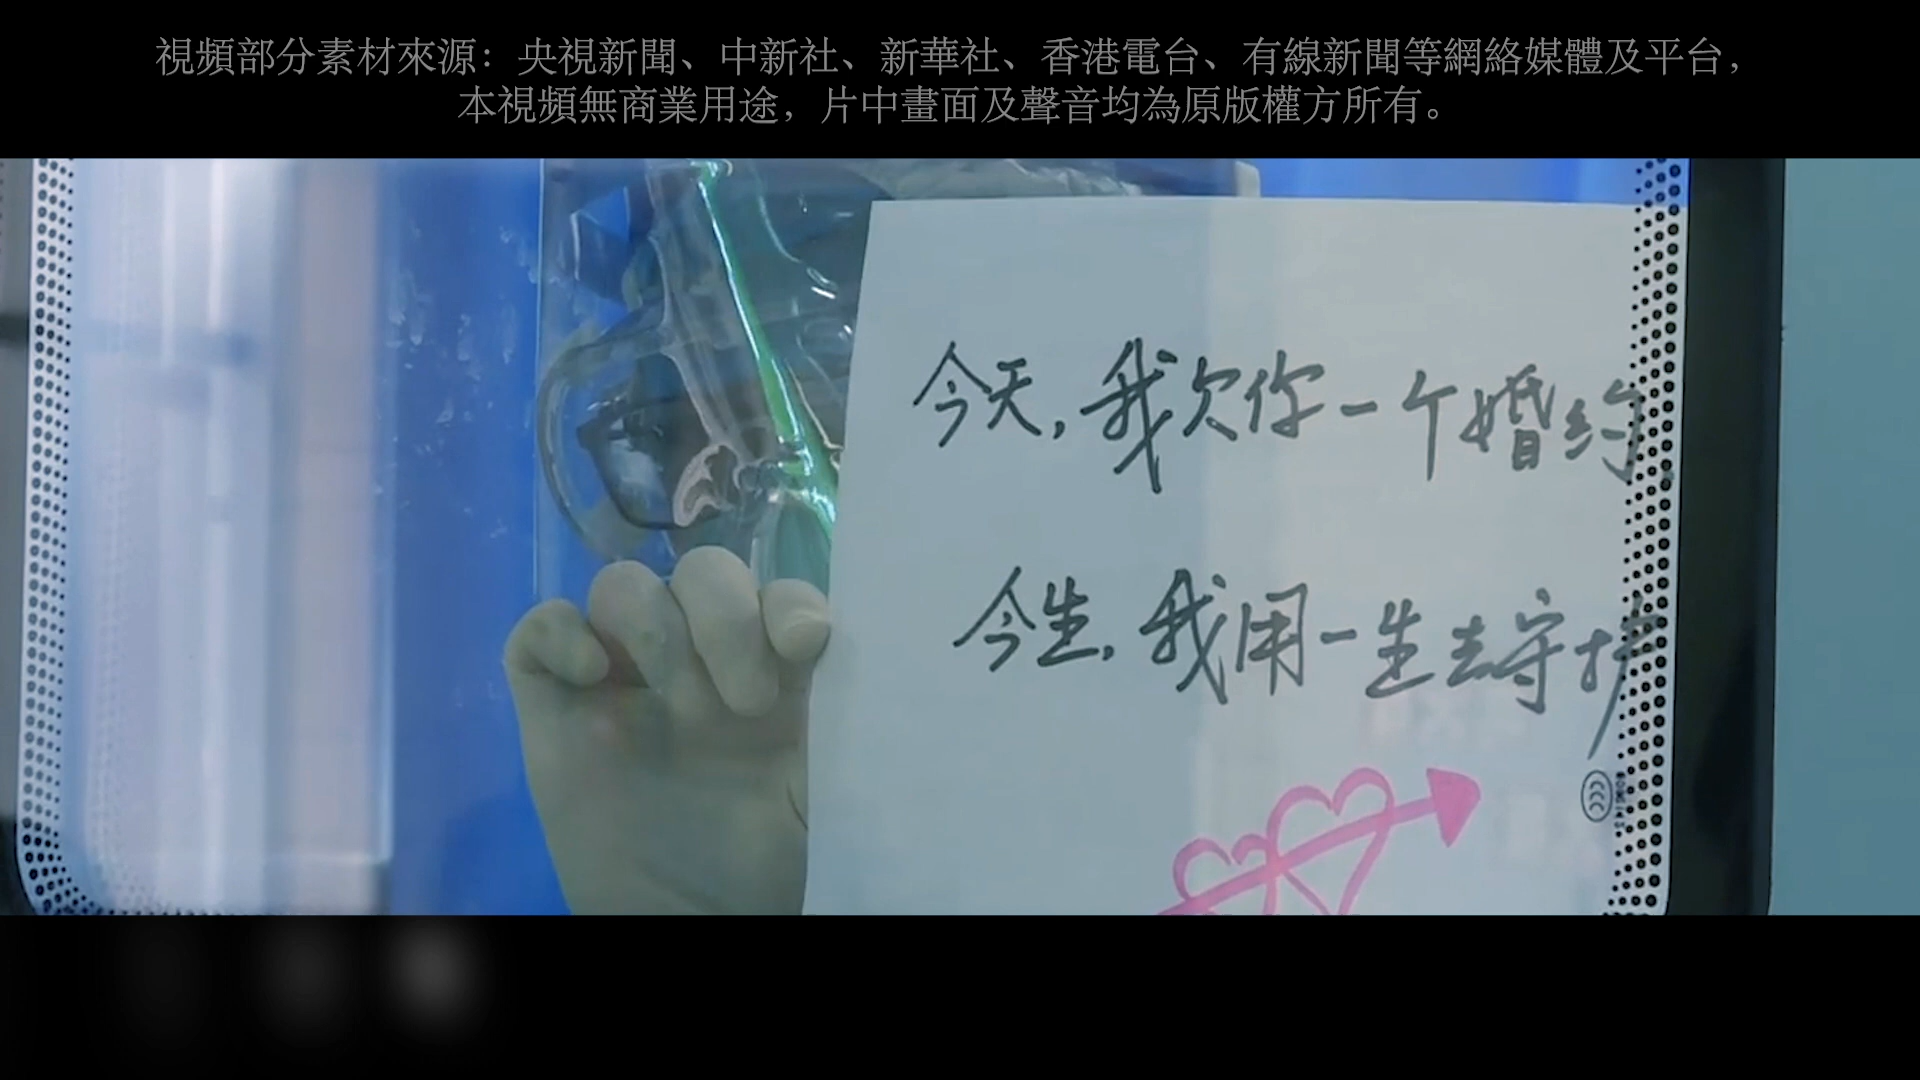 視頻部分素材來源：央視新聞、中新社、新華社、香港電台、有線新聞等網絡媒體及平台，
本視頻無商業用途，片中畫面及聲音均為原版權方所有。
今天，我欠你一个婚约，
今生，我用一生去守护